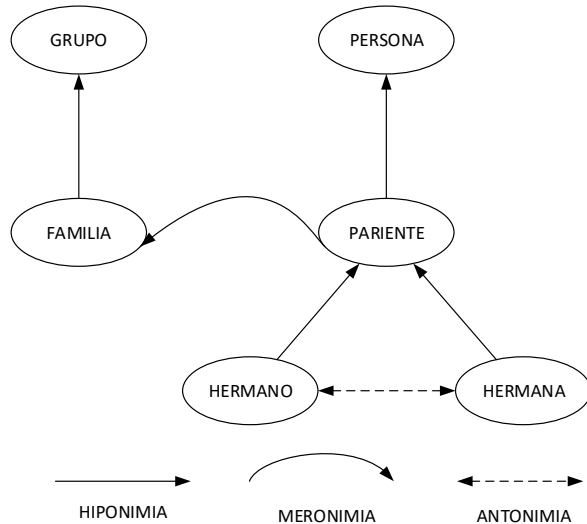 GRUPO
PERSONA
FAMILIA
PARIENTE
HERMANO
HERMANA
HIPONIMIA
MERONIMIA
ANTONIMIA